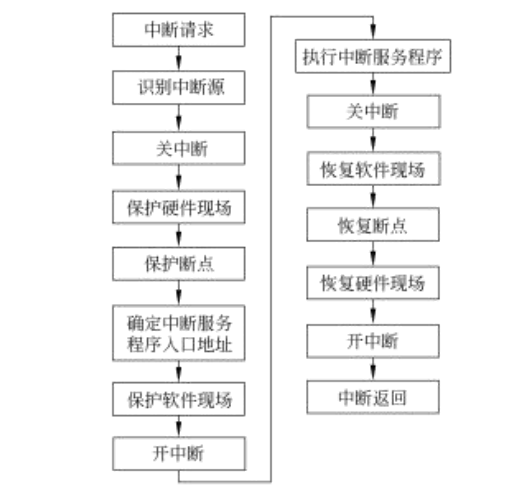 中断请求
识别中断源
关中断
保护硬件现场
保护断点
确定中断服务
程序入口地址
保护软件现场
开中断
执行中断服务程序
关中断
恢复软件现场
恢复断点
恢复硬件现场
开中断
中断返回